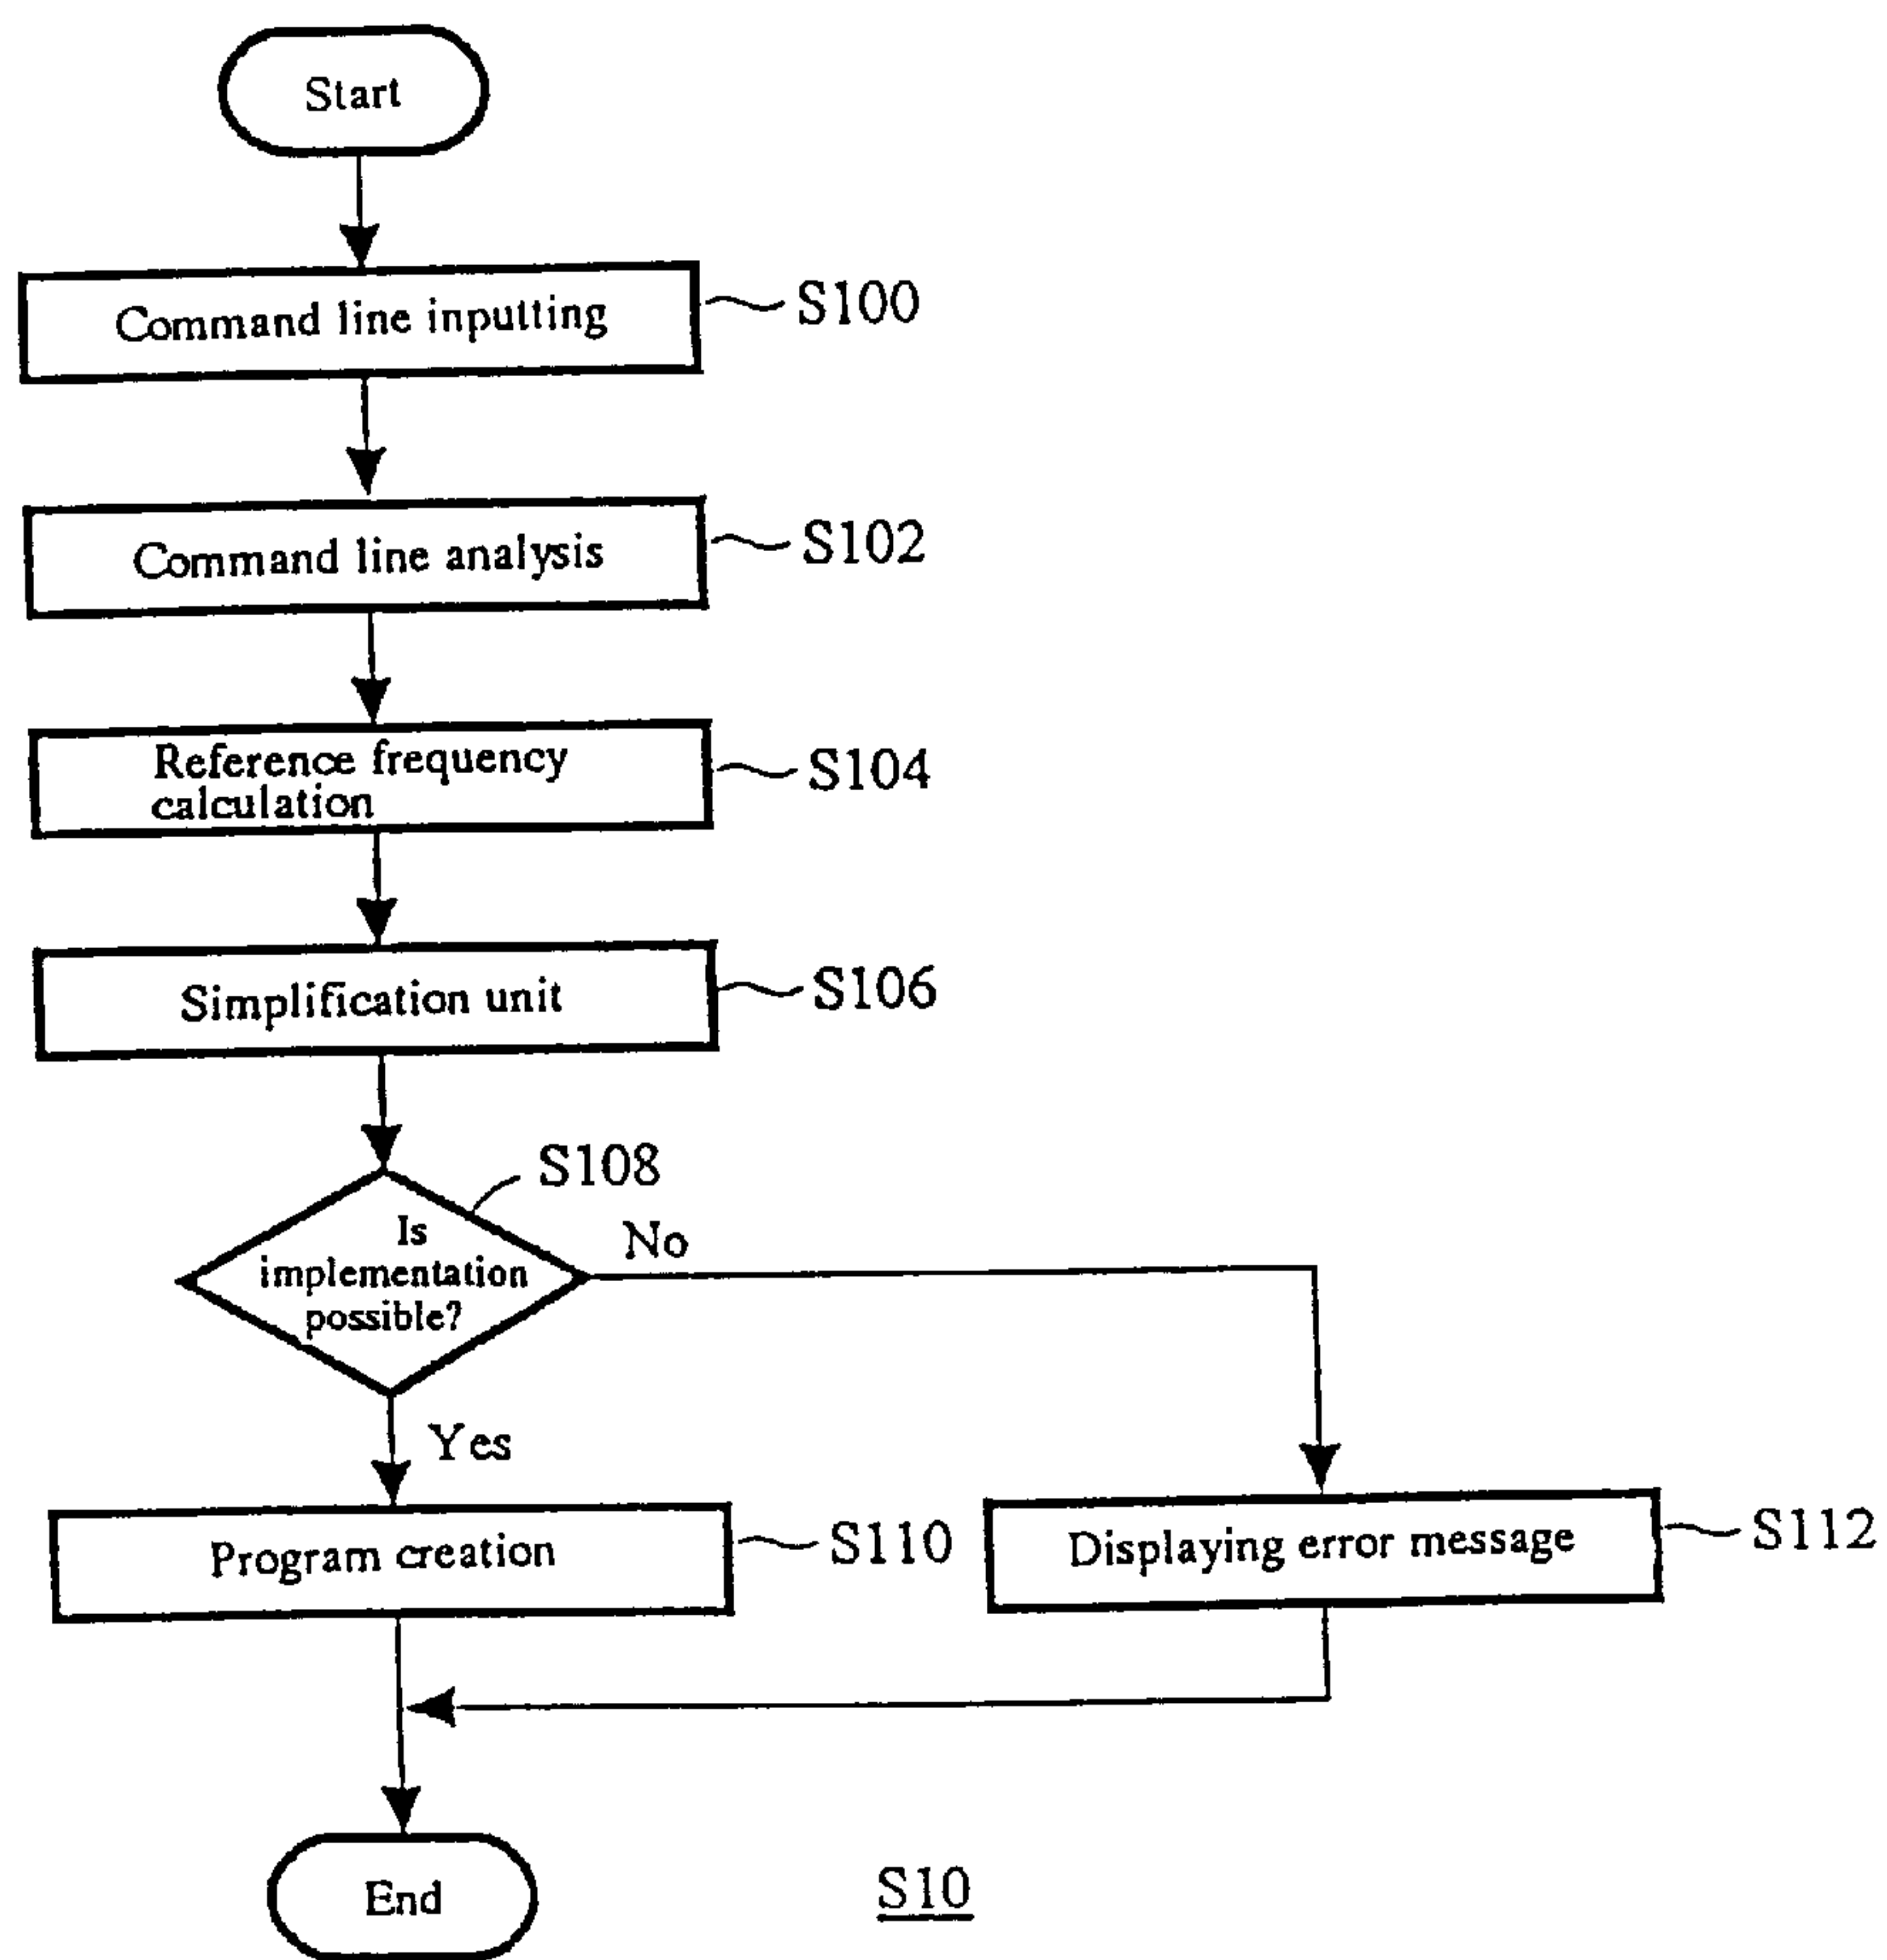 Start
Command line inputting
S100
Command line analysis
S102
Reference frequency
calculation
S104
Simplification unit
S106
S108
Is
implementation
possible?
No
Yes
Program creation
S110
Displaying error message
S112
End
S10